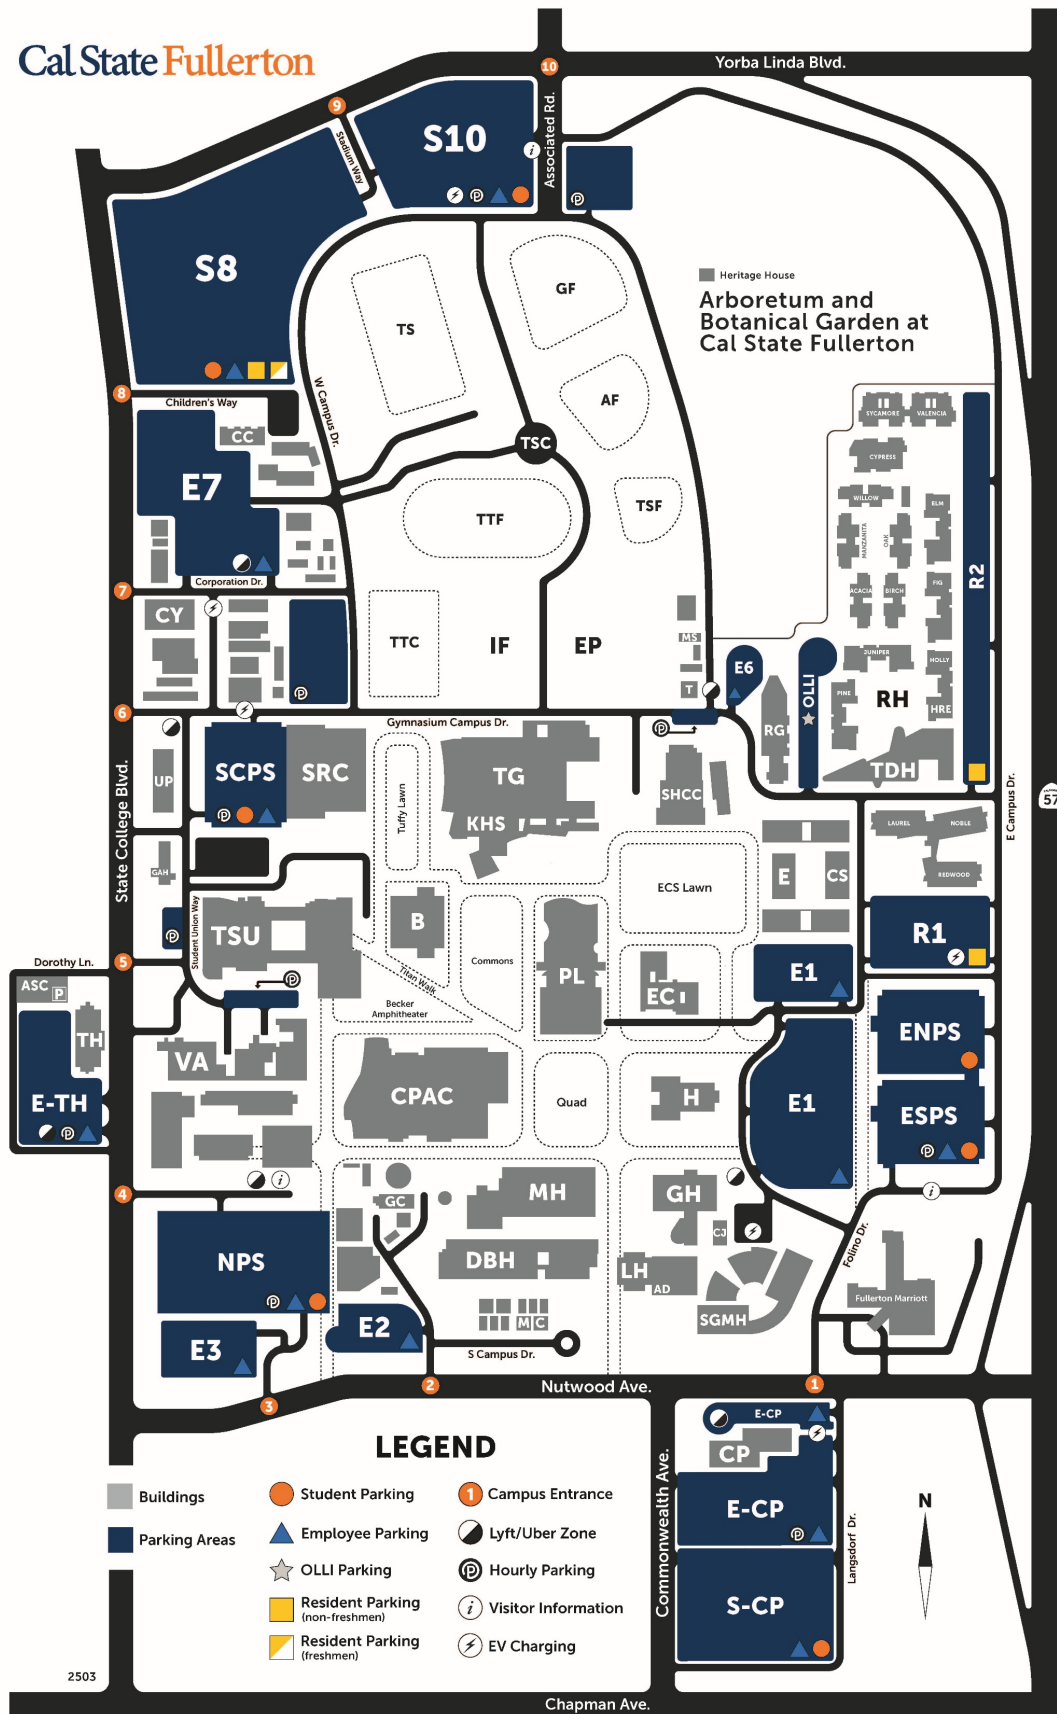 Cal State Fullerton
10
Yorba Linda Blvd.
9
S10
Stadium Way
Associated Rd.
i
P
P
S8
GF
Heritage House
TS
Arboretum and
Botanical Garden at
Cal State Fullerton
8
Children's Way
W Campus Dr.
AF
SYCAMORE
VALENCIA
CC
TSC
CYPRESS
E7
TTF
TSF
WILLOW
ELM
MANZANITA
OAK
R2
Corporation Dr.
7
FIG
ACACIA
BIRCH
CY
TTC
IF
EP
MS
JUNIPER
HOLLY
E6
OLLI
T
P
PINE
RH
HRE
6
Gymnasium Campus Dr.
P
RG
UP
SCPS
SRC
TG
SHCC
TDH
P
57
State College Blvd.
Tuffy Lawn
KHS
E Campus Dr.
LAUREL
NOBLE
GAH
E
CS
REDWOOD
ECS Lawn
Student Union Way
TSU
B
R1
P
Commons
PL
5
Dorothy Ln.
E1
Titan Walk
P
EC
ASC
P
Becker
Amphitheater
TH
ENPS
VA
CPAC
Quad
H
E1
E-TH
ESPS
P
P
4
i
i
GC
MH
GH
CJ
Folino Dr.
NPS
DBH
LH
AD
P
Fullerton Marriott
SGMH
M
C
E3
E2
S Campus Dr.
3
2
Nutwood Ave.
1
E-CP
CP
Commonwealth Ave.
E-CP
P
Langsdorf Dr.
S-CP
N
LEGEND
Buildings
Parking Areas
Student Parking
Employee Parking
OLLI Parking
Resident Parking
(non-freshmen)
Resident Parking
(freshmen)
1 Campus Entrance
Lyft/Uber Zone
P Hourly Parking
i Visitor Information
EV Charging
2503
Chapman Ave.